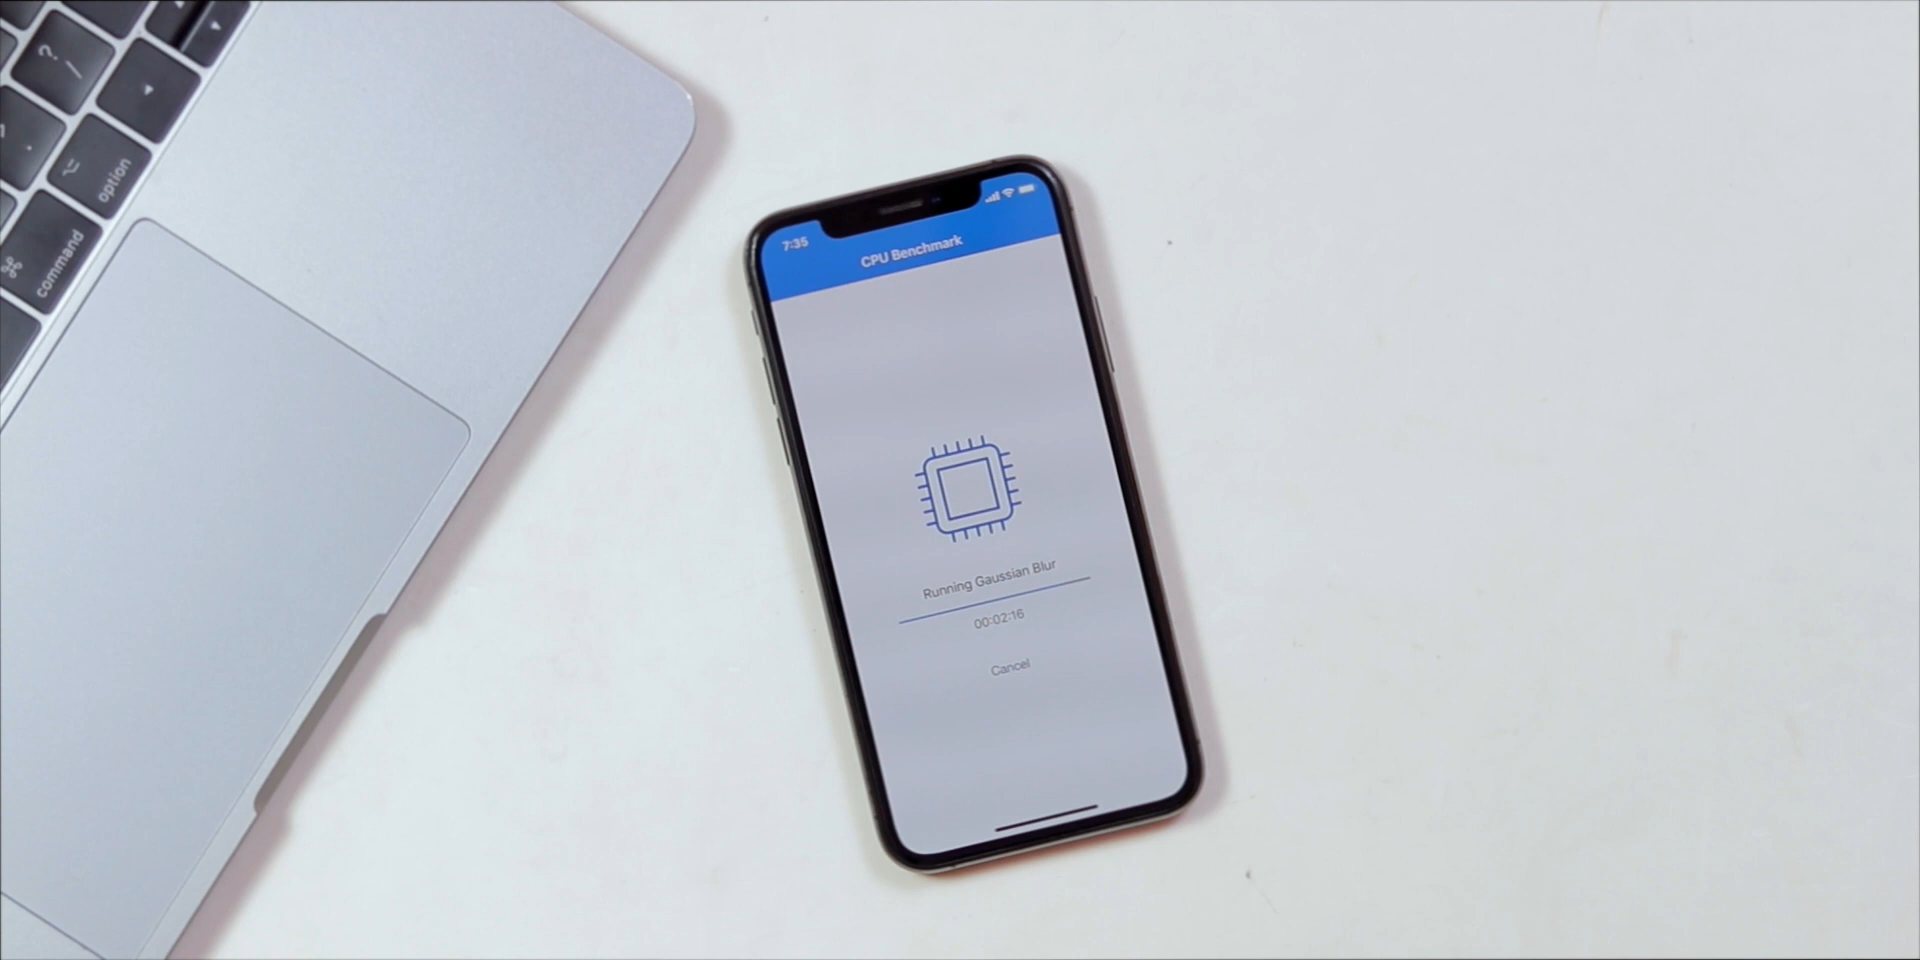 ?
/
option
command
7:35
CPU Benchmark
Running Gaussian Blur
00:02:16
Cancel